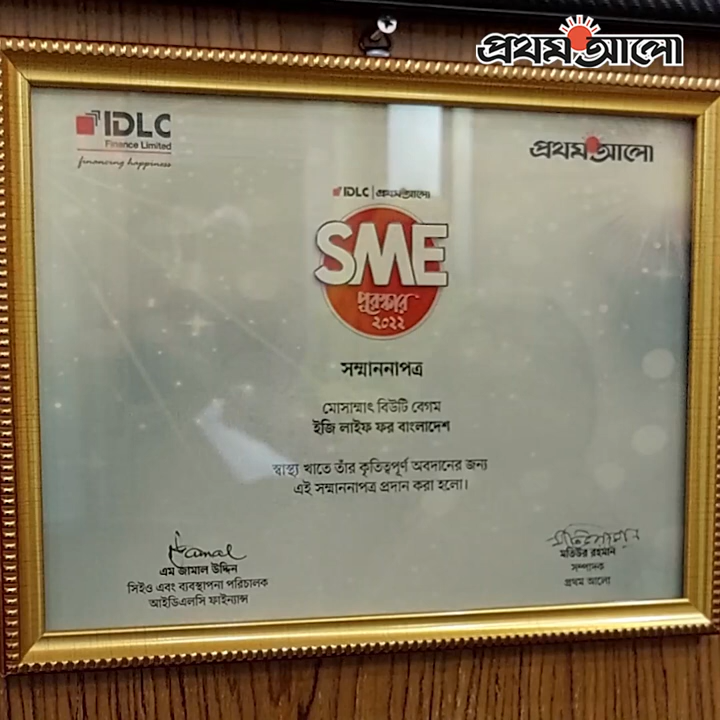 প্রথম আলো
IDLC
Finance Limited
financing happiness
প্রথম আলো
IDLC | প্রথম আলো
SME
পুরস্কার
২০২২
সম্মাননাপত্র
মোসাম্মাৎ বিউটি বেগম
ইজি লাইফ ফর বাংলাদেশ
স্বাস্থ্য খাতে তাঁর কৃতিত্বপূর্ণ অবদানের জন্য
এই সম্মাননাপত্র প্রদান করা হলো।
Jamal
এম জামাল উদ্দিন
সিইও এবং ব্যবস্থাপনা পরিচালক
আইডিএলসি ফাইন্যান্স
মতিউর রহমান
সম্পাদক
প্রথম আলো